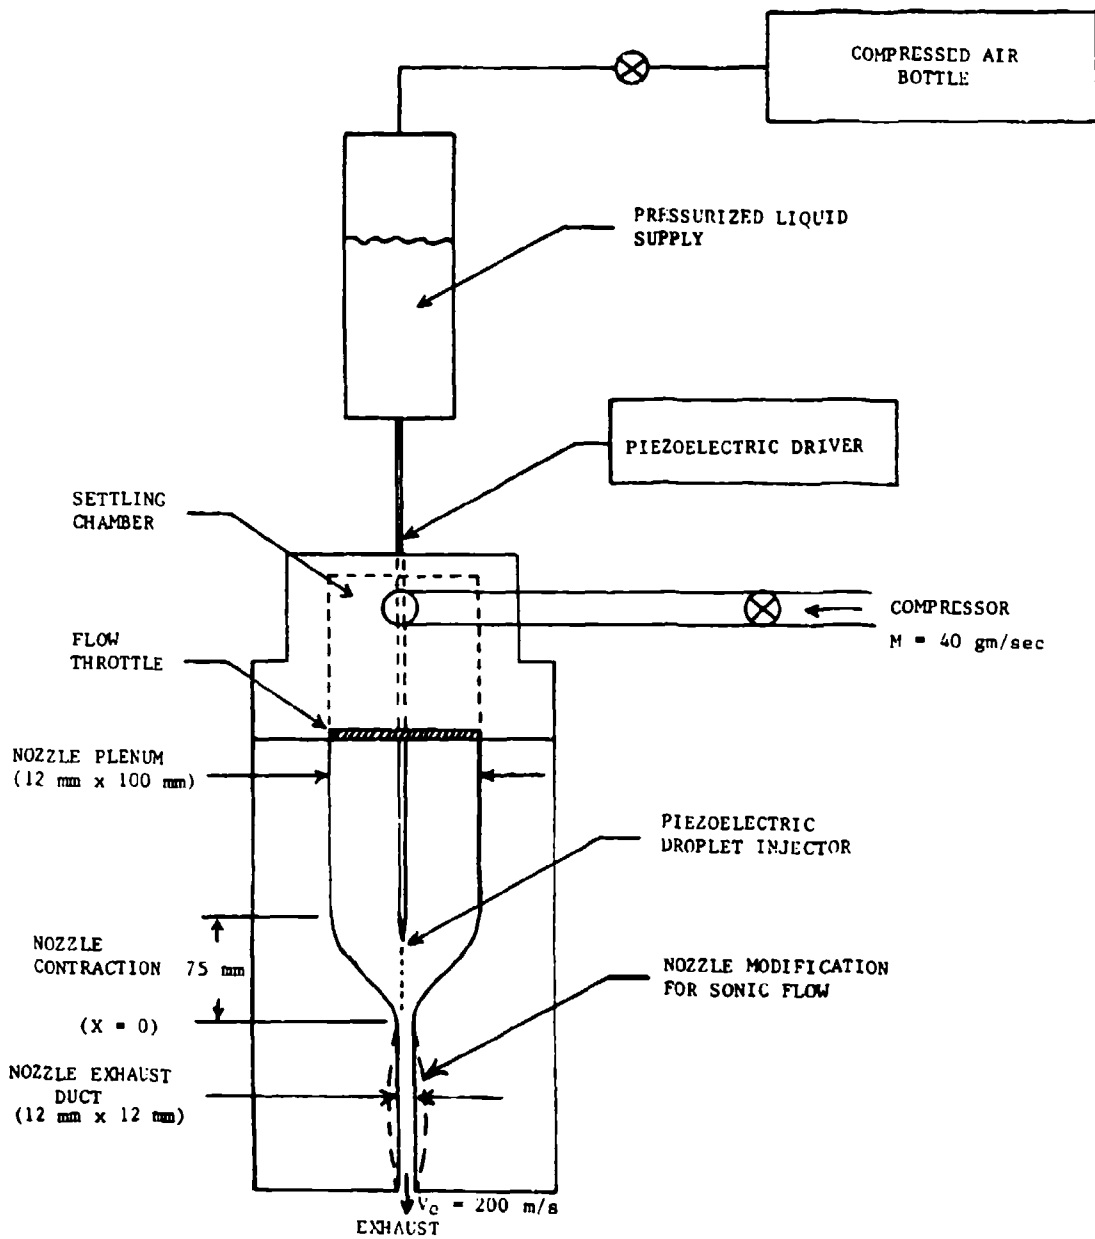 COMPRESSED AIR
BOTTLE
PRESSURIZED LIQUID
SUPPLY
PIEZOELECTRIC DRIVER
SETTLING
CHAMBER
COMPRESSOR
M = 40 gm/sec
FLOW
THROTTLE
NOZZLE PLENUM
(12 mm x 100 mm)
PIEZOELECTRIC
DROPLET INJECTOR
NOZZLE
CONTRACTION 75 mm
NOZZLE MODIFICATION
FOR SONIC FLOW
(X = 0)
NOZZLE EXHAUST
DUCT
(12 mm x 12 mm)
Ve = 200 m/s
EXHAUST